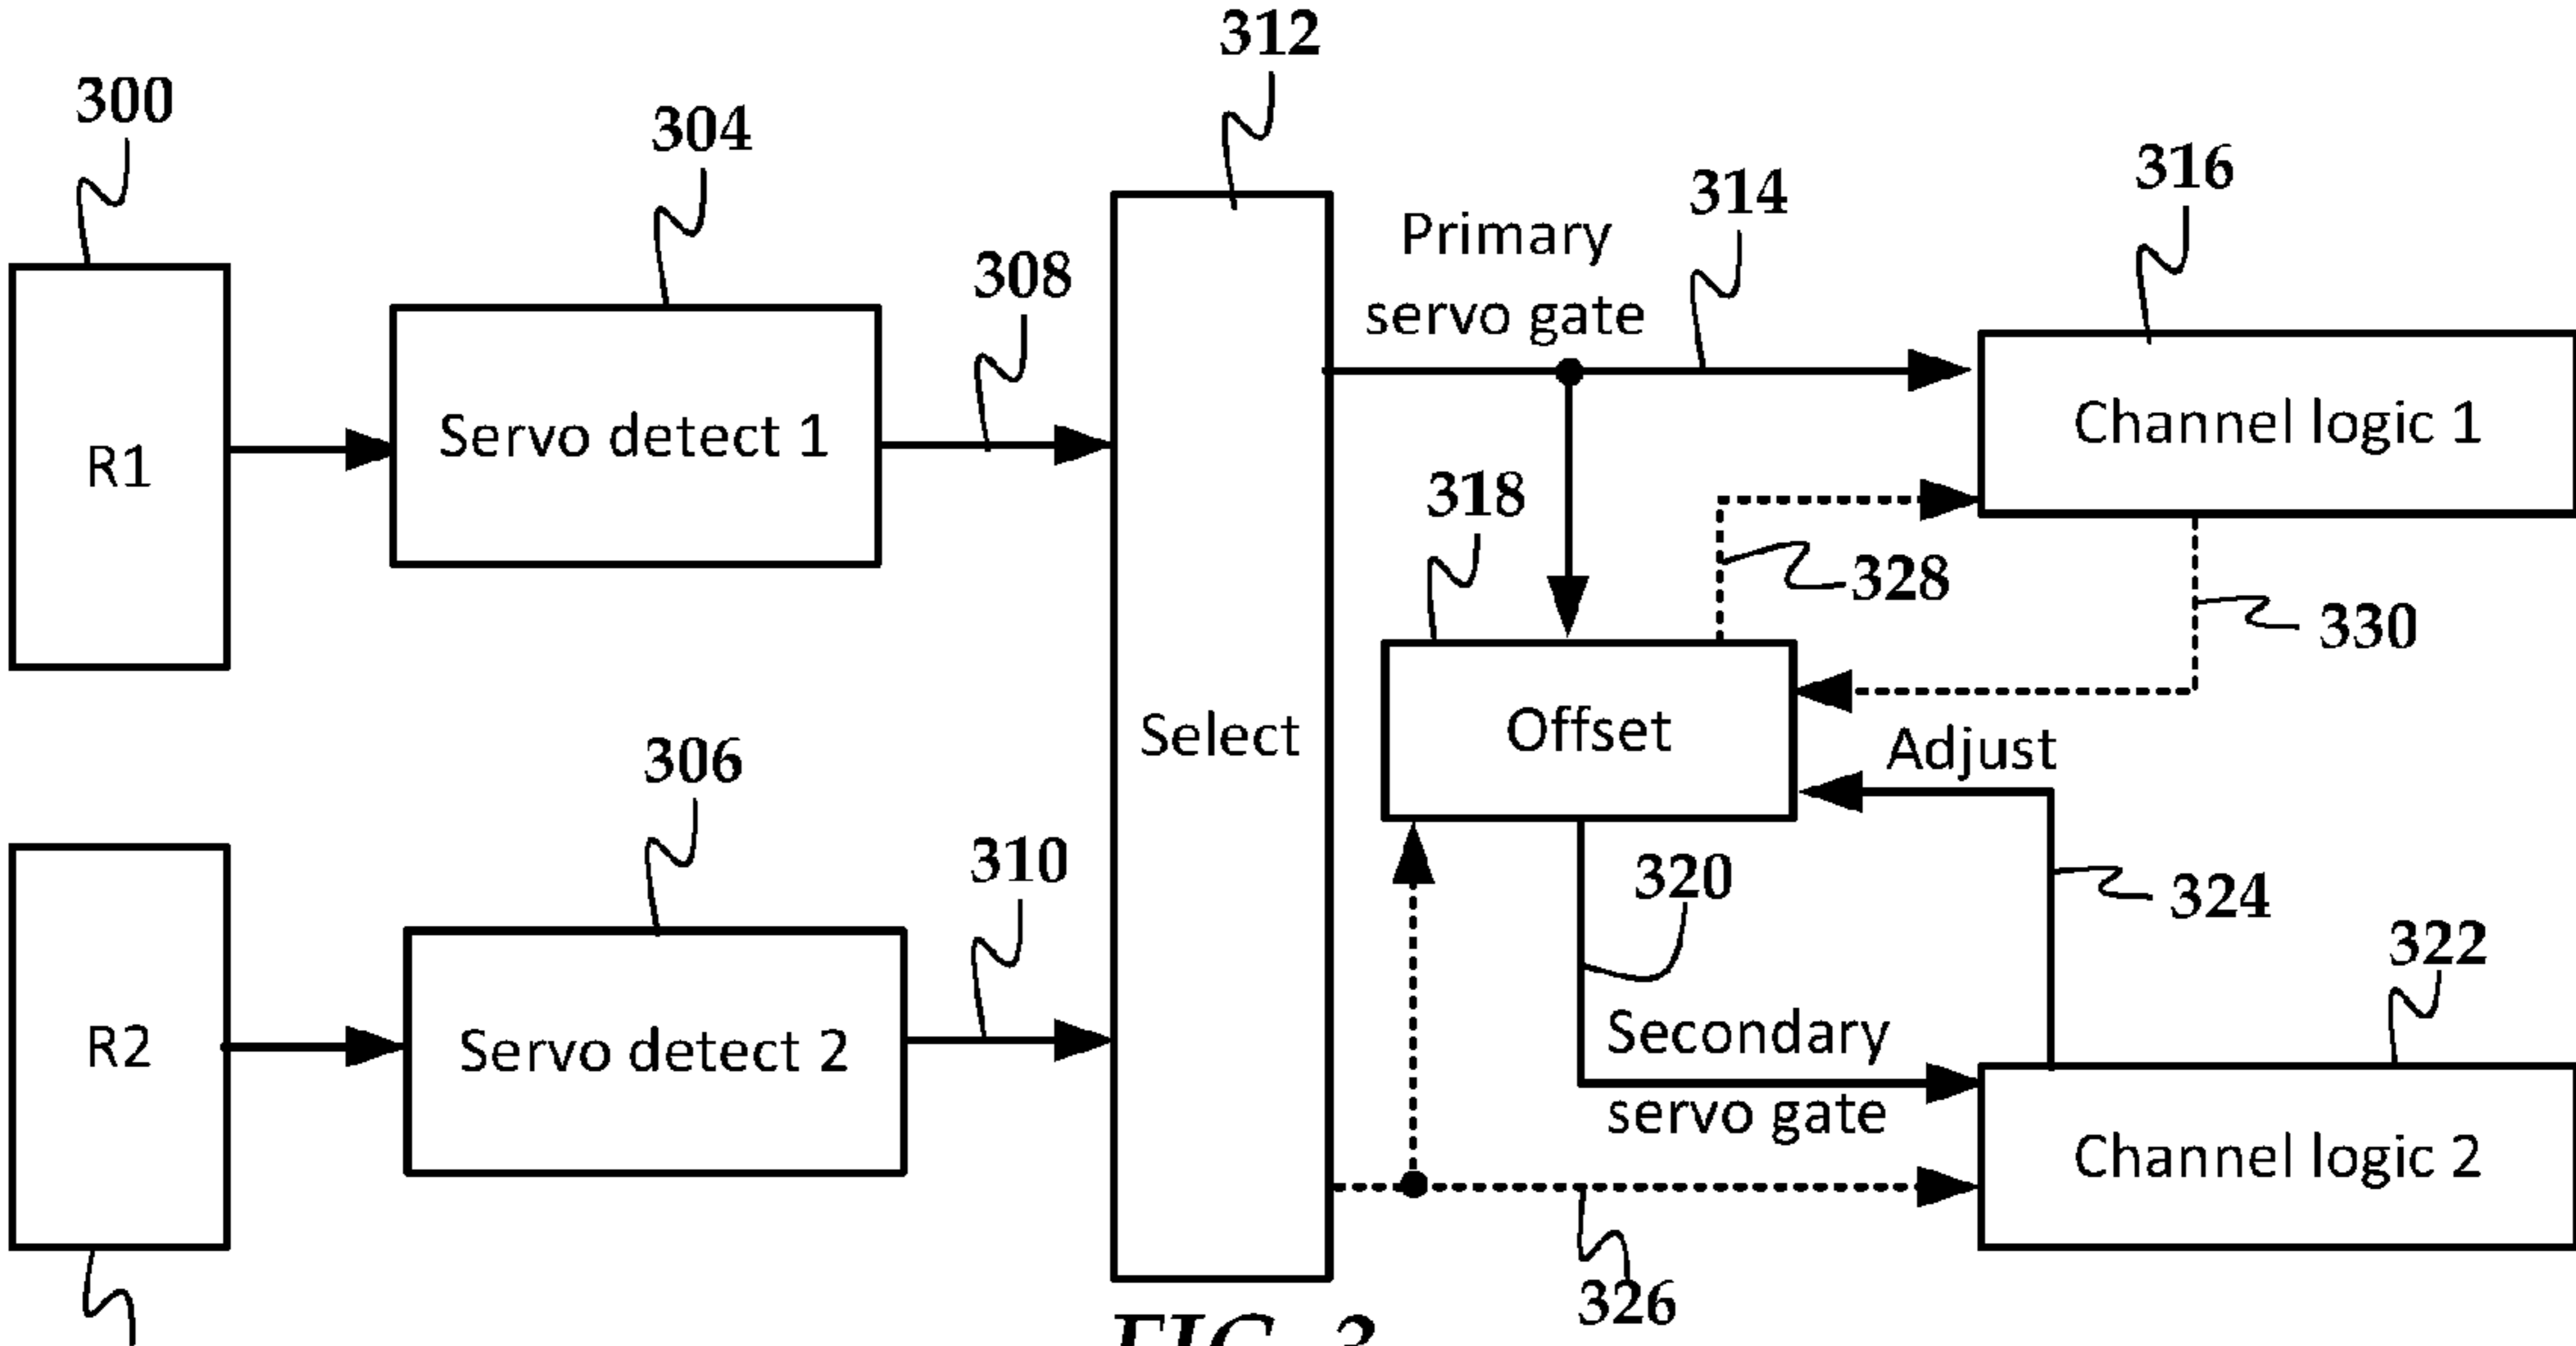 312
300
304
316
314
Primary
servo gate
308
R1
Servo detect 1
Channel logic 1
318
328
330
Select
Offset
Adjust
306
310
320
324
322
R2
Servo detect 2
Secondary
servo gate
Channel logic 2
326
FIG. 3